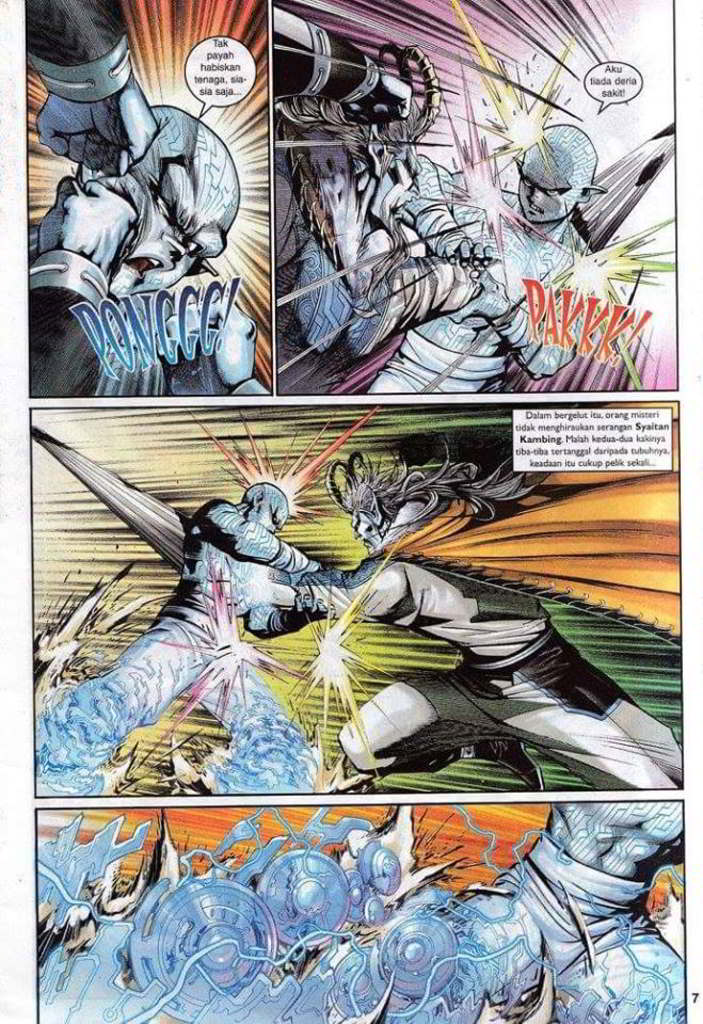 Tak
payah
habiskan
tenaga, sia-
sia saja...
Aku
tiada deria
sakit!
PONGGG!
PAKKK!
Dalam bergelut itu, orang misteri
tidak menghiraukan serangan Syaitan
Kambing. Malah kedua-dua kakinya
tiba-tiba tertanggal daripada tubuhnya,
keadaan itu cukup pelik sekali...
7